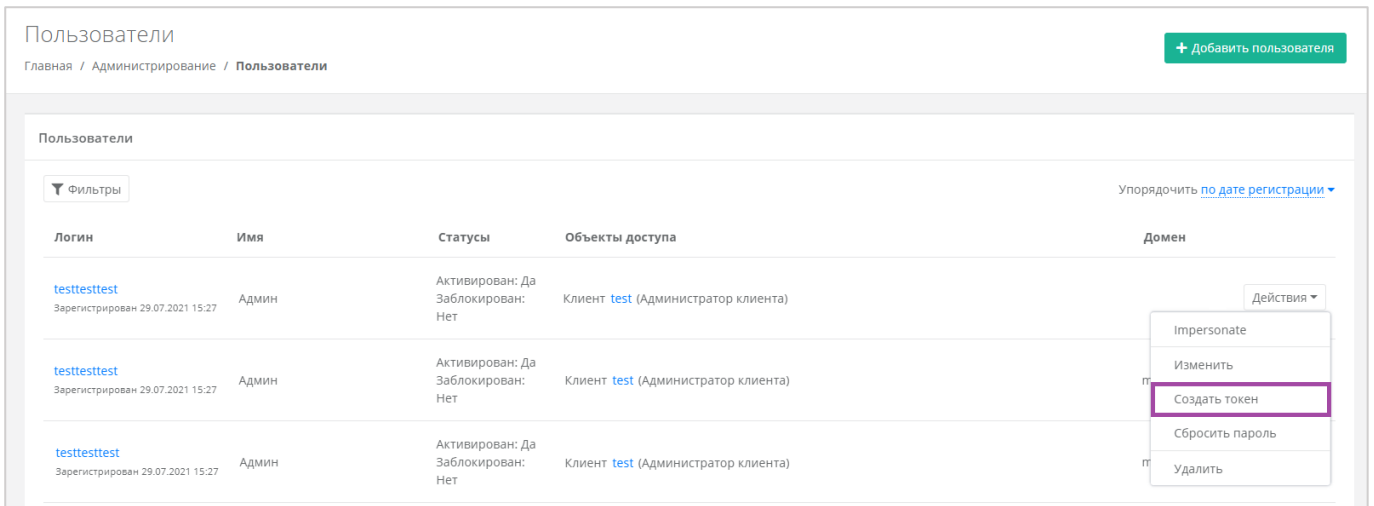 Пользователи
+ Добавить пользователя
Главная / Администрирование / Пользователи
Пользователи
Фильтры
Упорядочить по дате регистрации
Логин Имя Статусы Объекты доступа Домен
testtesttest
Зарегистрирован 29.07.2021 15:27
Админ
Активирован: Да
Заблокирован:
Нет
Клиент test (Администратор клиента)
Действия
Impersonate
Изменить
Создать токен
Сбросить пароль
Удалить
testtesttest
Зарегистрирован 29.07.2021 15:27
Админ
Активирован: Да
Заблокирован:
Нет
Клиент test (Администратор клиента)
testtesttest
Зарегистрирован 29.07.2021 15:27
Админ
Активирован: Да
Заблокирован:
Нет
Клиент test (Администратор клиента)